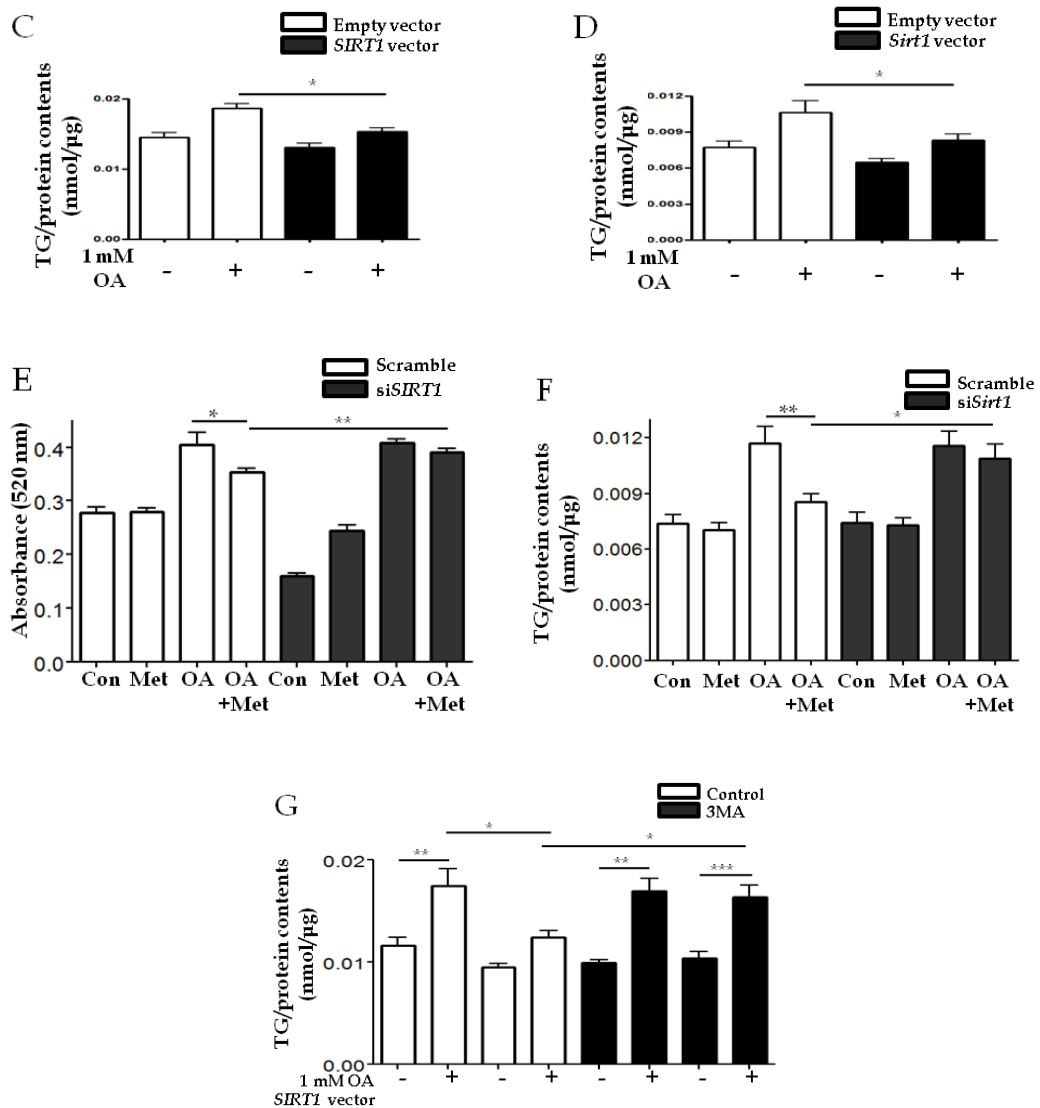 C
Empty vector
SIRT1 vector
*
TG/protein contents
(nmol/µg)
0.02
0.01
0.00
1 mM
OA
- + - +
D
Empty vector
Sirt1 vector
*
TG/protein contents
(nmol/µg)
0.012
0.009
0.006
0.003
0.000
1 mM
OA
- + - +
E
Scramble
siSIRT1
* **
Absorbance (520 nm)
0.4
0.3
0.2
0.1
0.0
Con Met OA OA Con Met OA OA
+Met +Met
F
Scramble
siSirt1
** *
TG/protein contents
(nmol/µg)
0.012
0.009
0.006
0.003
0.000
Con Met OA OA Con Met OA OA
+Met +Met
G
Control
3MA
* *
** ** ***
TG/protein contents
(nmol/µg)
0.02
0.01
0.00
1 mM OA - + - + - + - +
SIRT1 vector